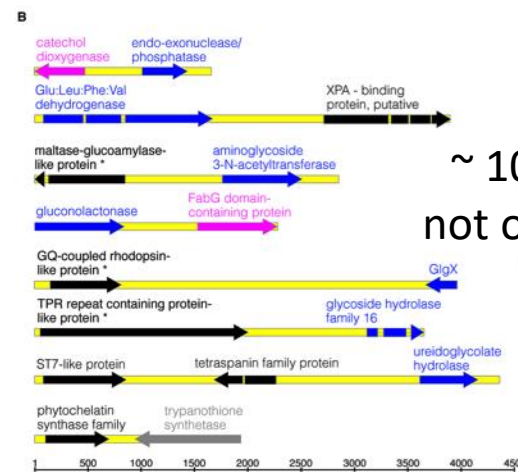 B
catechol
dioxygenase
endo-exonuclease/
phosphatase
Glu:Leu:Phe:Val
dehydrogenase
XPA - binding
protein, putative
maltase-glucoamylase-
like protein *
aminoglycoside
3-N-acetyltransferase
~ 10
not o
gluconolactonase
FabG domain-
containing protein
GQ-coupled rhodopsin-
like protein *
GlgX
TPR repeat containing protein-
like protein *
glycoside hydrolase
family 16
ST7-like protein
tetraspanin family protein
ureidoglycolate
hydrolase
phytochelatin
synthase family
trypanothione
synthetase
1 500 1000 1500 2000 2500 3000 3500 4000 450